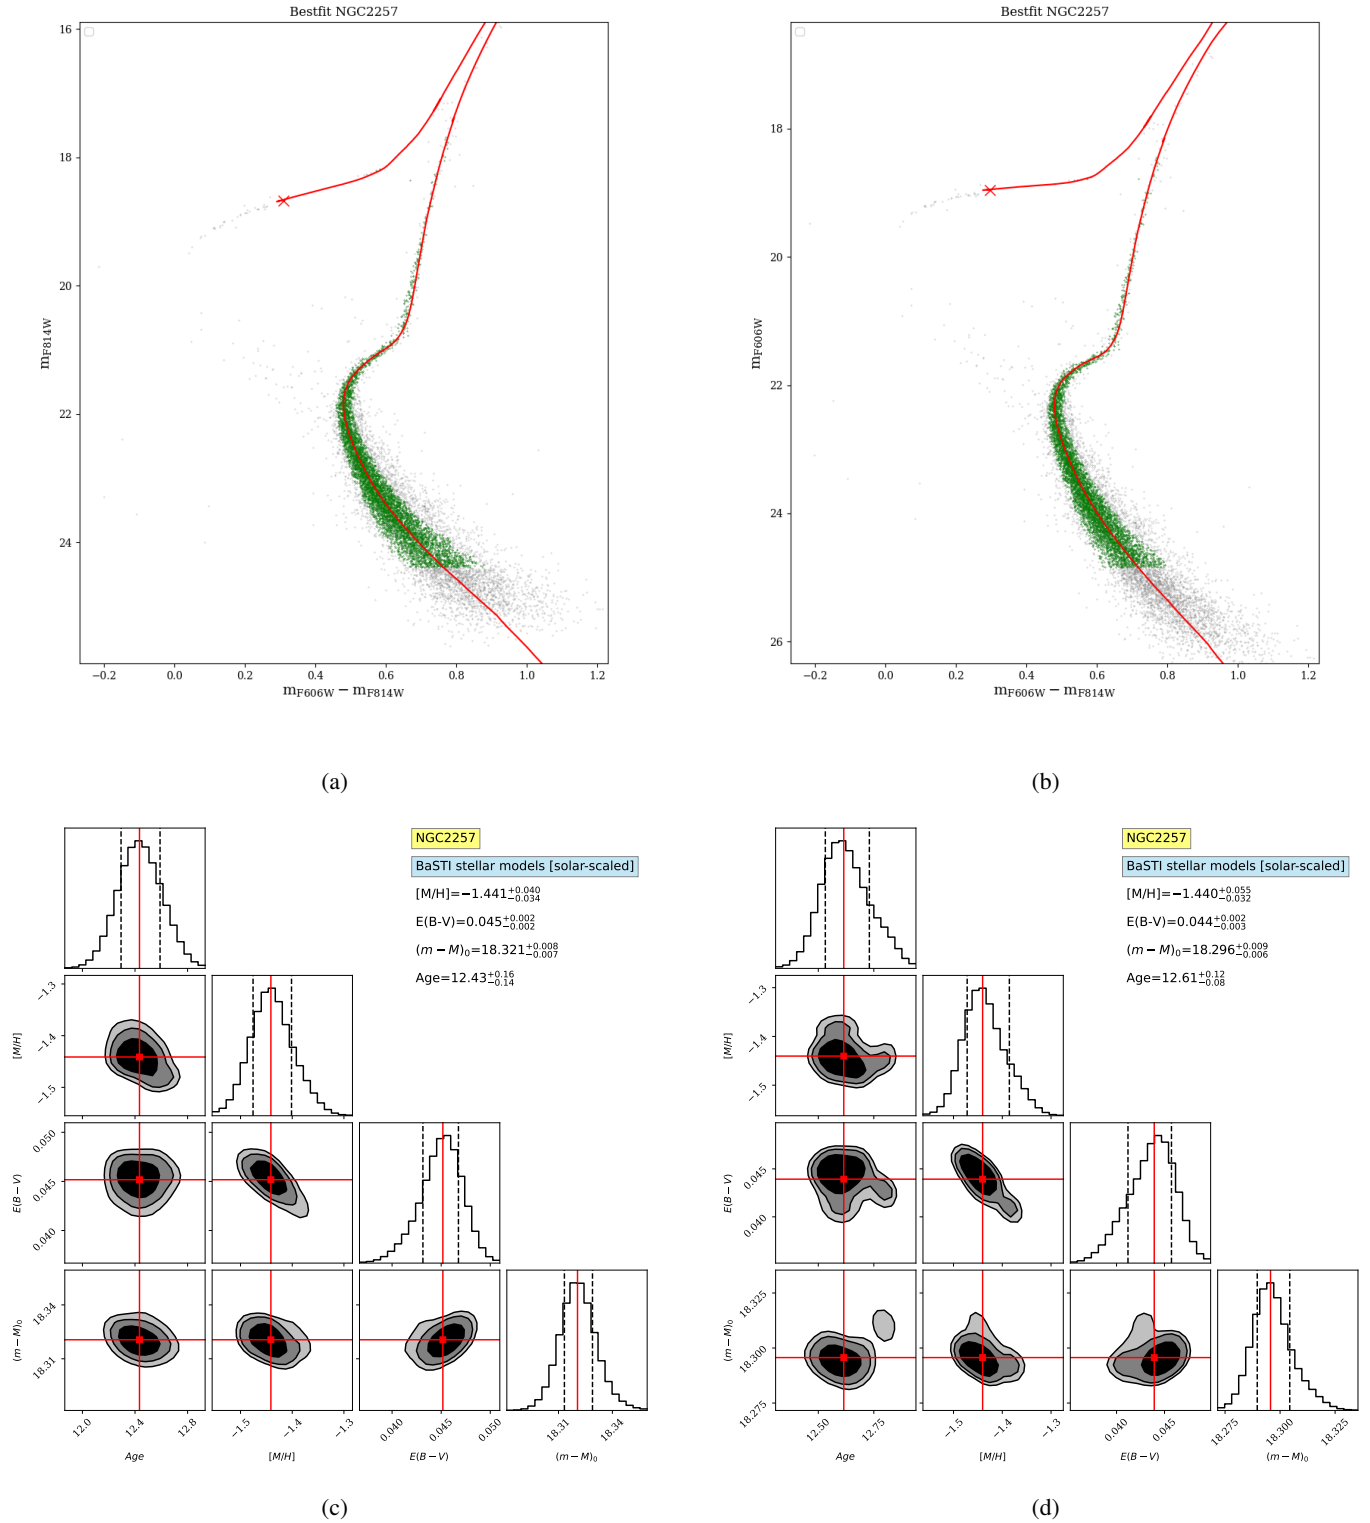 Bestfit NGC2257
16
18
20
22
24
−0.2 0.0 0.2 0.4 0.6 0.8 1.0 1.2
m_F814W
m_F606W − m_F814W
(a)
Bestfit NGC2257
18
20
22
24
26
−0.2 0.0 0.2 0.4 0.6 0.8 1.0 1.2
m_F606W
m_F606W − m_F814W
(b)
NGC2257
BaSTI stellar models [solar-scaled]
[M/H]=−1.441 +0.040 −0.034
E(B-V)=0.045 +0.002 −0.002
(m − M)₀=18.321 +0.008 −0.007
Age=12.43 +0.16 −0.14
−1.3
−1.4
−1.5
[M/H]
0.050
0.045
0.040
E(B − V)
18.34
18.31
(m − M)₀
12.0 12.4 12.8
−1.5 −1.4 −1.3
0.040 0.045 0.050
18.31 18.34
Age
[M/H]
E(B − V)
(m − M)₀
(c)
NGC2257
BaSTI stellar models [solar-scaled]
[M/H]=−1.440 +0.055 −0.032
E(B-V)=0.044 +0.002 −0.003
(m − M)₀=18.296 +0.009 −0.006
Age=12.61 +0.12 −0.08
−1.3
−1.4
−1.5
[M/H]
0.045
0.040
E(B − V)
18.325
18.300
18.275
(m − M)₀
12.50 12.75
−1.5 −1.4 −1.3
0.040 0.045
18.275 18.300 18.325
Age
[M/H]
E(B − V)
(m − M)₀
(d)